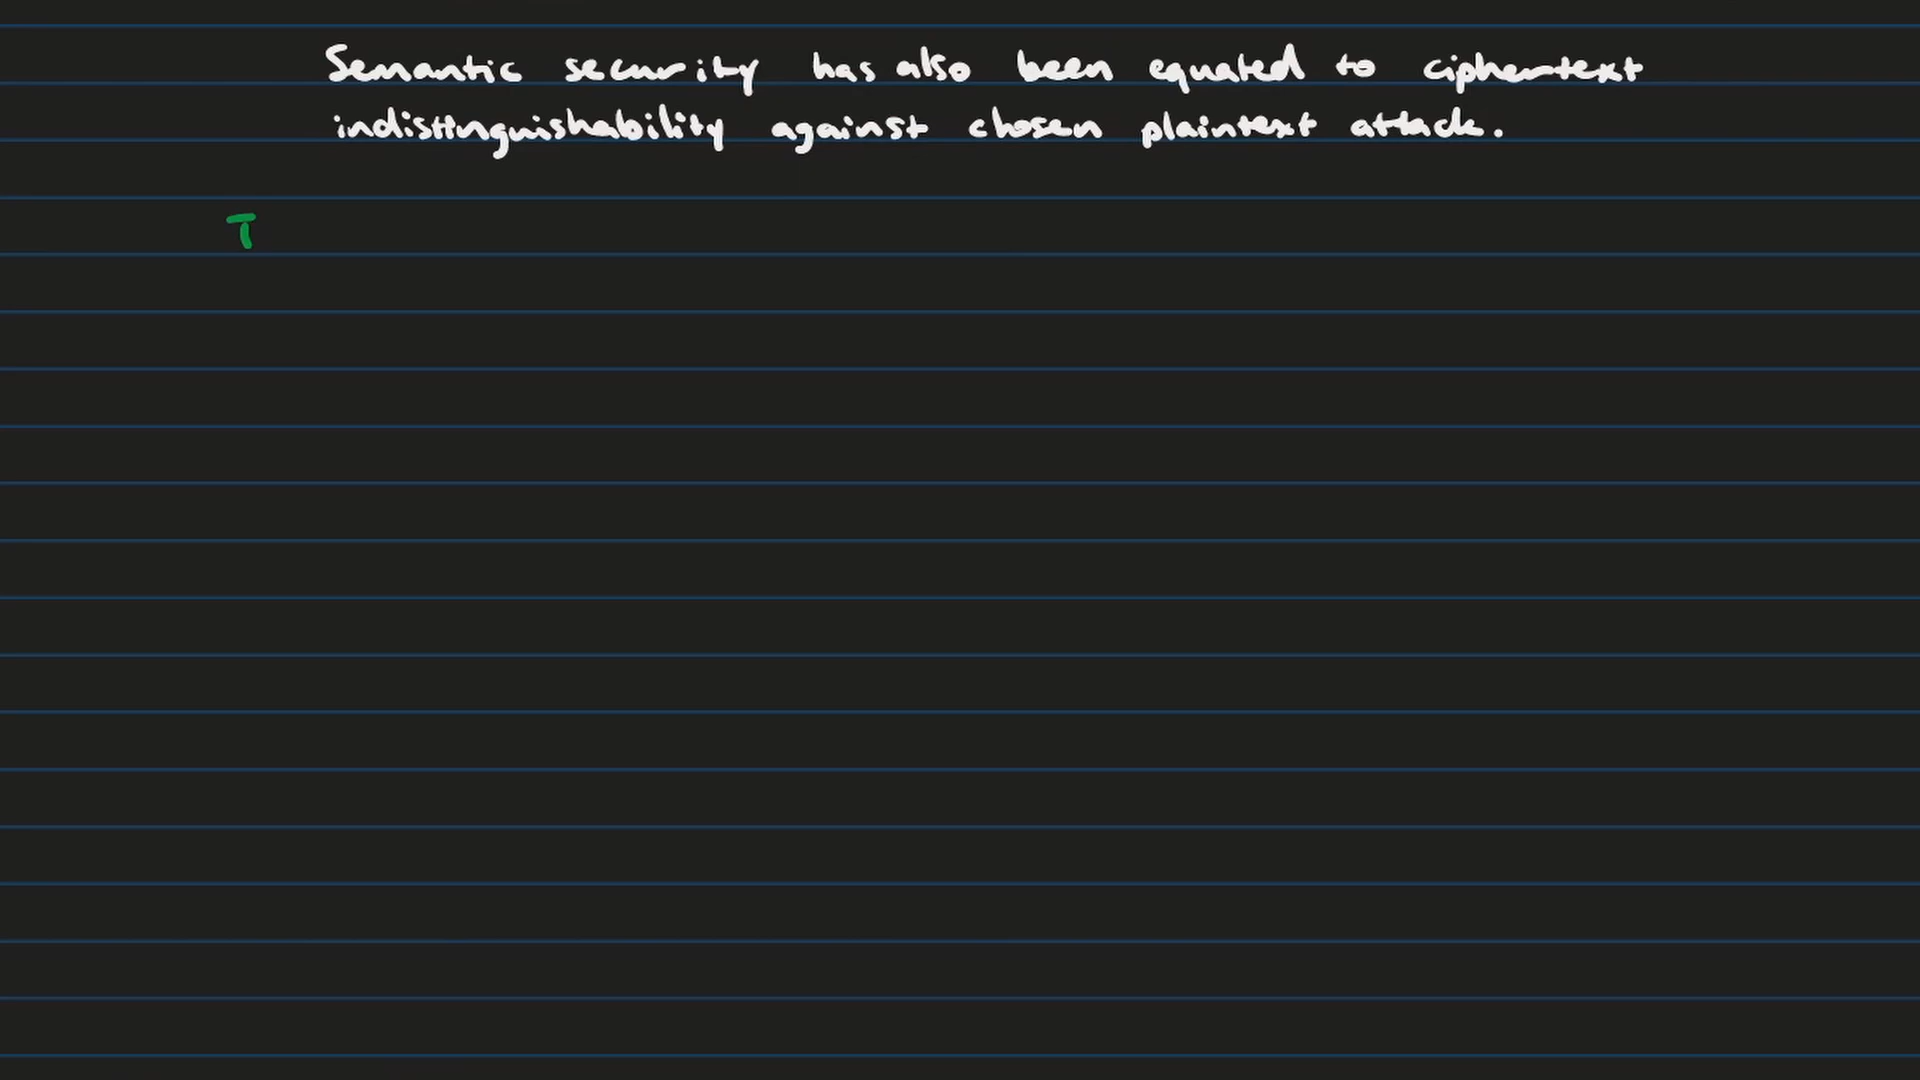 Semantic security has also been equated to ciphertext
indistinguishability against chosen plaintext attack.
T